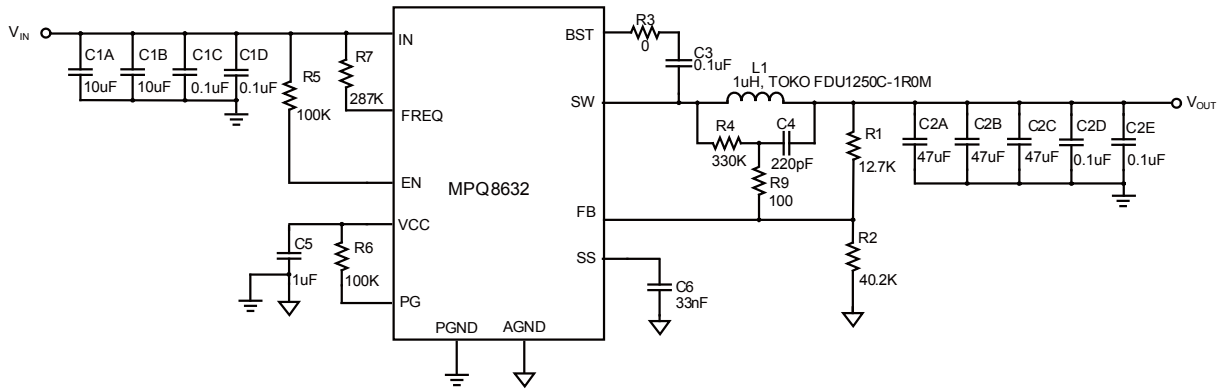 V_IN
C1A
10uF
C1B
10uF
C1C
0.1uF
C1D
0.1uF
R5
100K
R7
287K
IN
FREQ
EN
VCC
PG
C5
1uF
R6
100K
MPQ8632
PGND
AGND
BST
SW
FB
SS
R3
0
C3
0.1uF
L1
1uH, TOKO FDU1250C-1R0M
R4
330K
C4
220pF
R9
100
R1
12.7K
R2
40.2K
C6
33nF
C2A
47uF
C2B
47uF
C2C
47uF
C2D
0.1uF
C2E
0.1uF
V_OUT